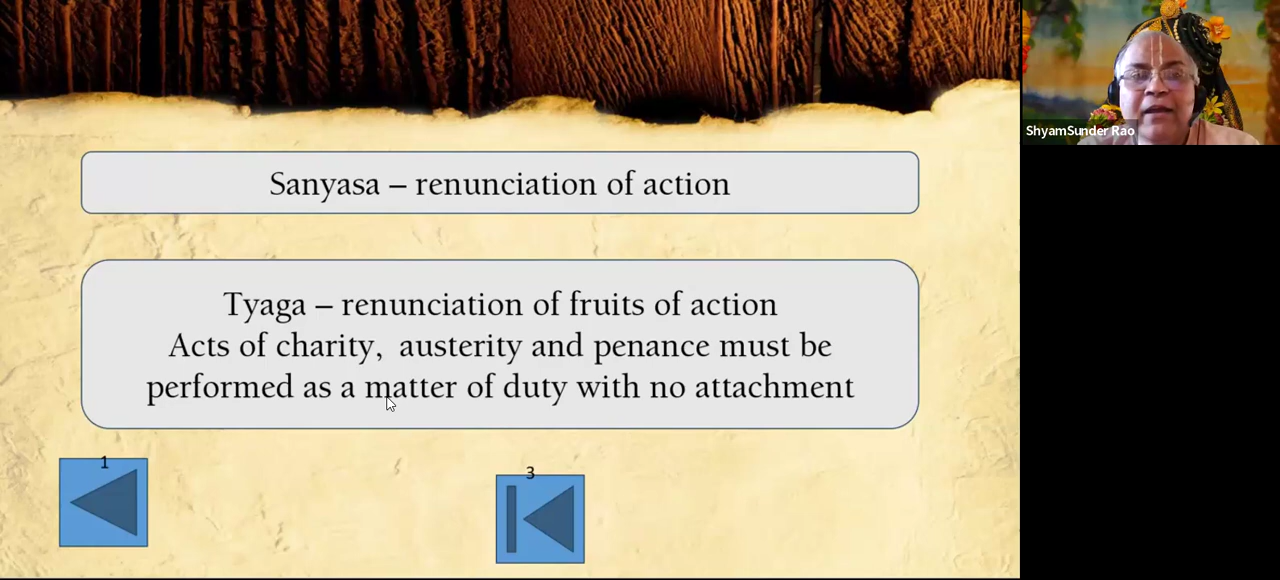 Sanyasa – renunciation of action
Tyaga – renunciation of fruits of action
Acts of charity,  austerity and penance must be
performed as a matter of duty with no attachment
1
3
ShyamSunder Rao